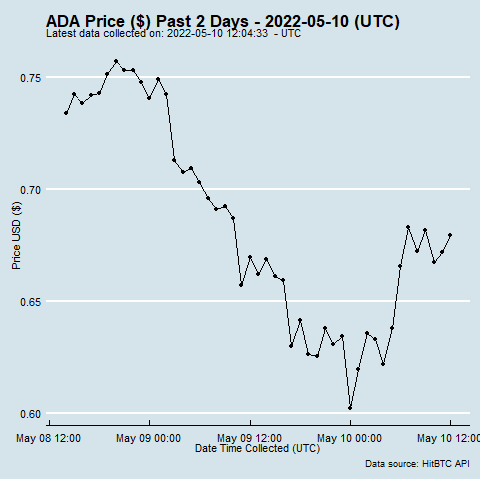 ADA Price ($) Past 2 Days - 2022-05-10 (UTC)
Latest data collected on: 2022-05-10 12:04:33 - UTC
0.75
0.70
0.65
0.60
Price USD ($)
May 08 12:00 May 09 00:00 May 09 12:00 May 10 00:00 May 10 12:00
Date Time Collected (UTC)
Data source: HitBTC API